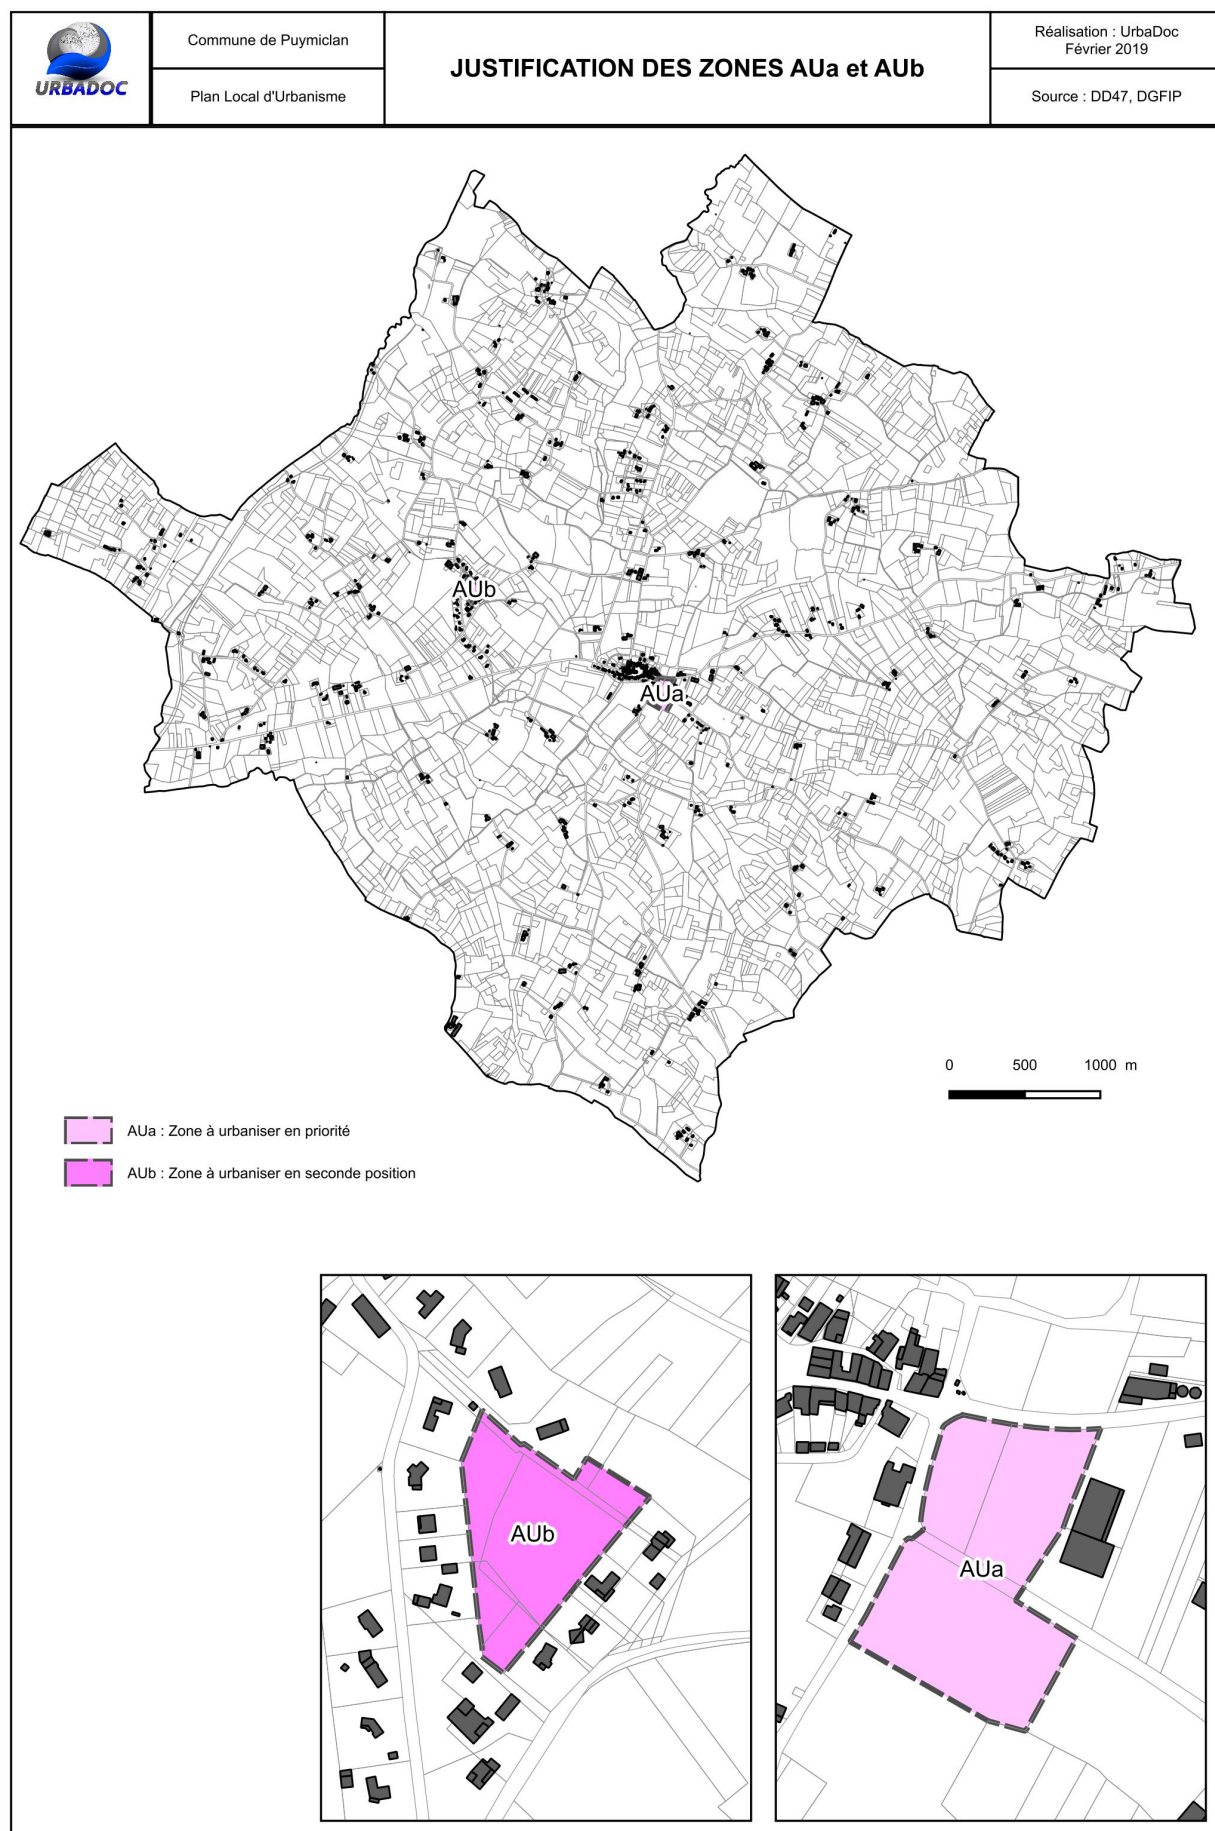 URBADOC
Commune de Puymiclan
Plan Local d'Urbanisme
JUSTIFICATION DES ZONES AUa et AUb
Réalisation : UrbaDoc
Février 2019
Source : DD47, DGFIP
AUb
AUa
0 500 1000 m
AUa : Zone à urbaniser en priorité
AUb : Zone à urbaniser en seconde position
AUb
AUa